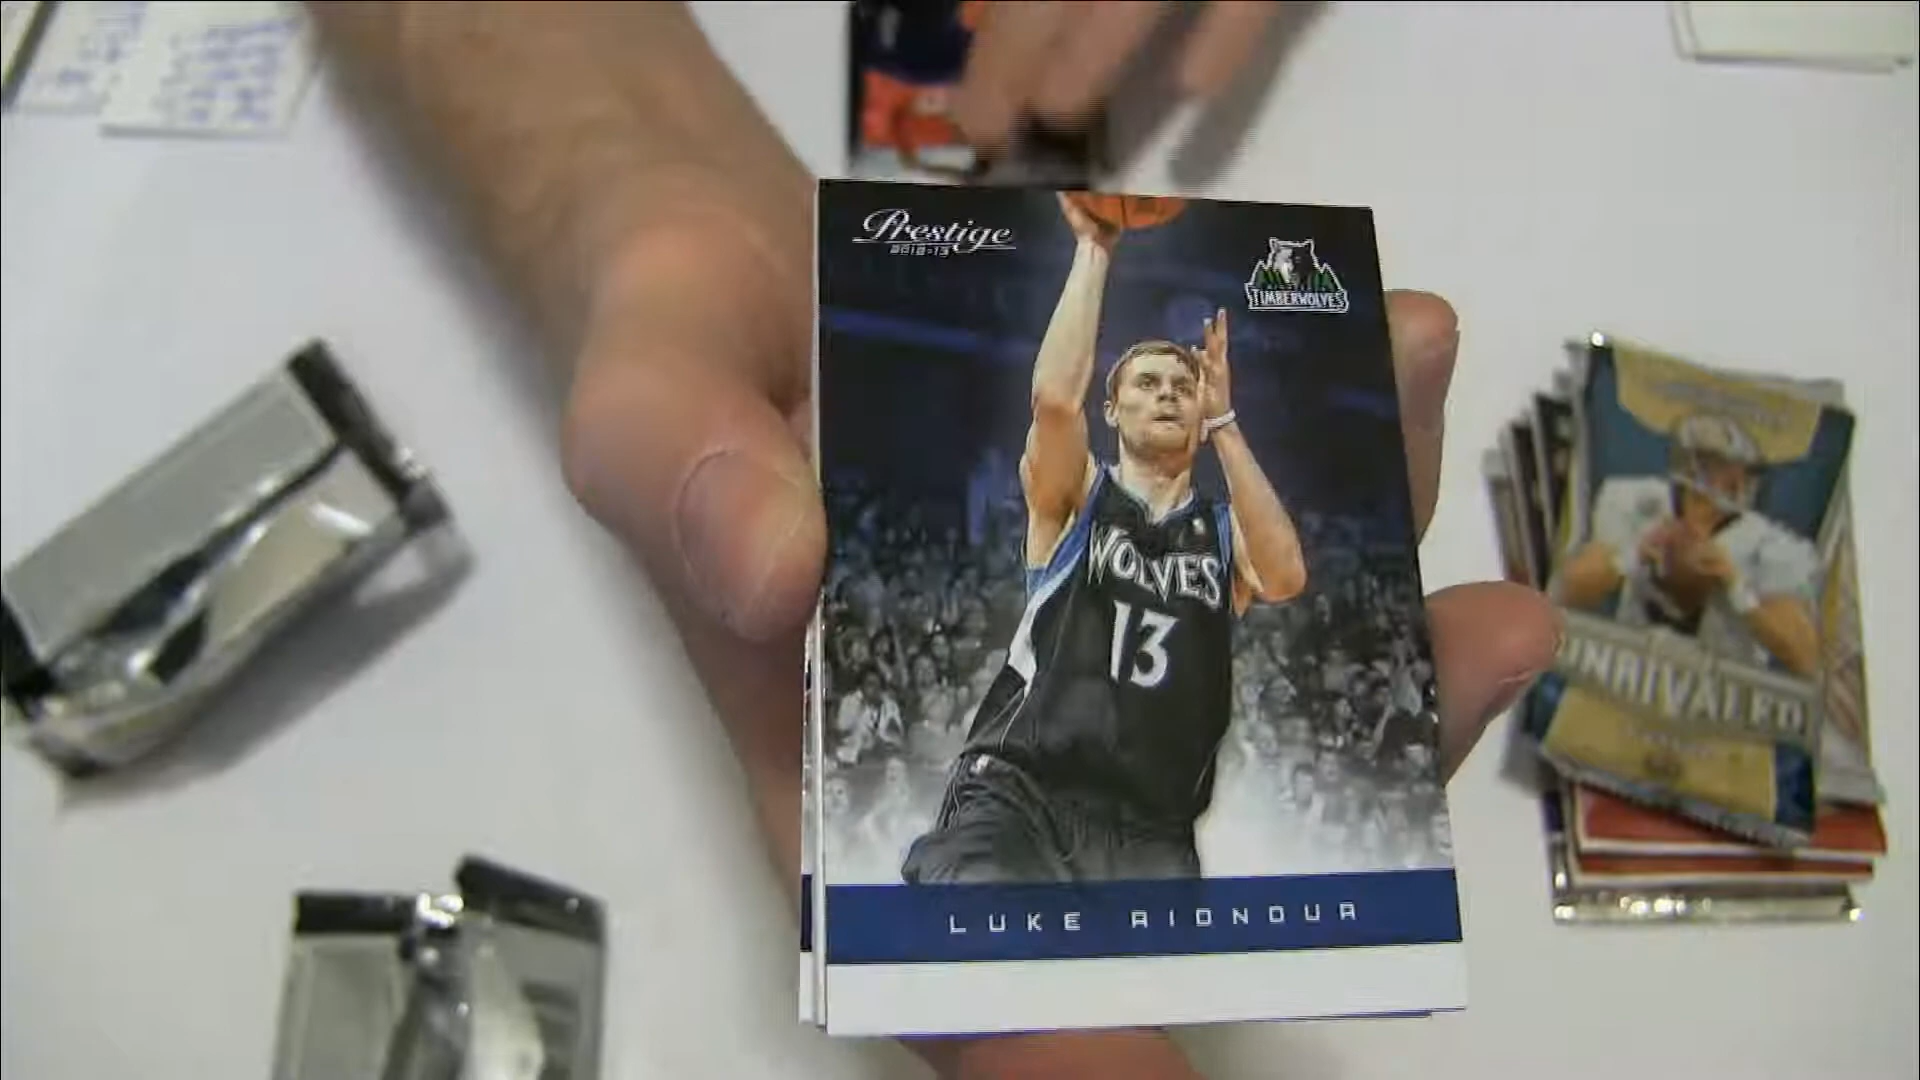 Prestige
2012-13
TIMBERWOLVES
WOLVES
13
LUKE RIDNOUR
UNRIVALED